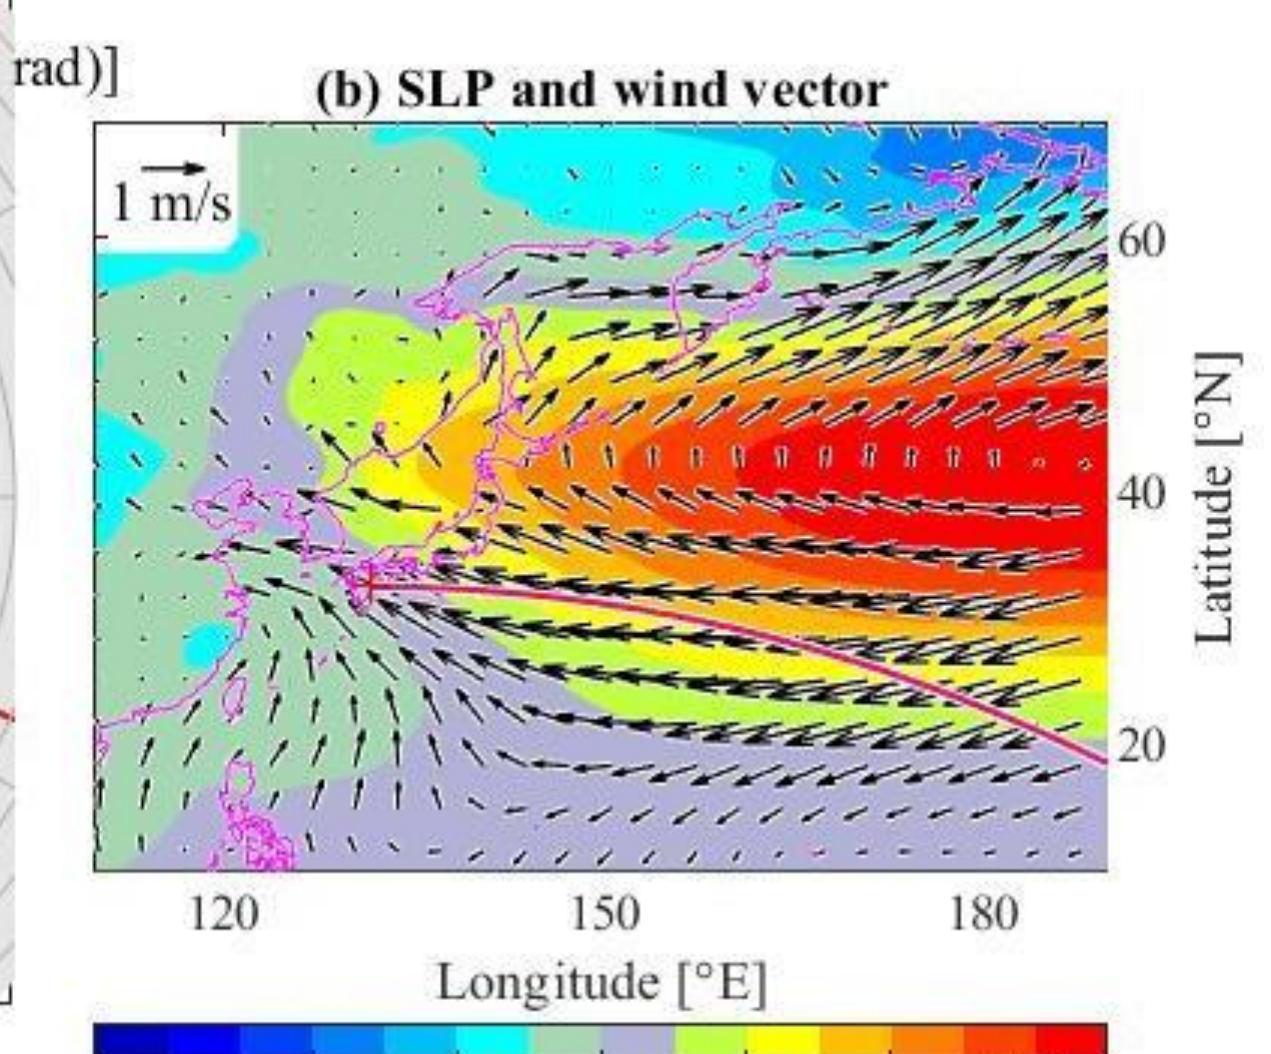 rad)]
(b) SLP and wind vector
1 m/s
60
40
20
Latitude [°N]
120
150
180
Longitude [°E]